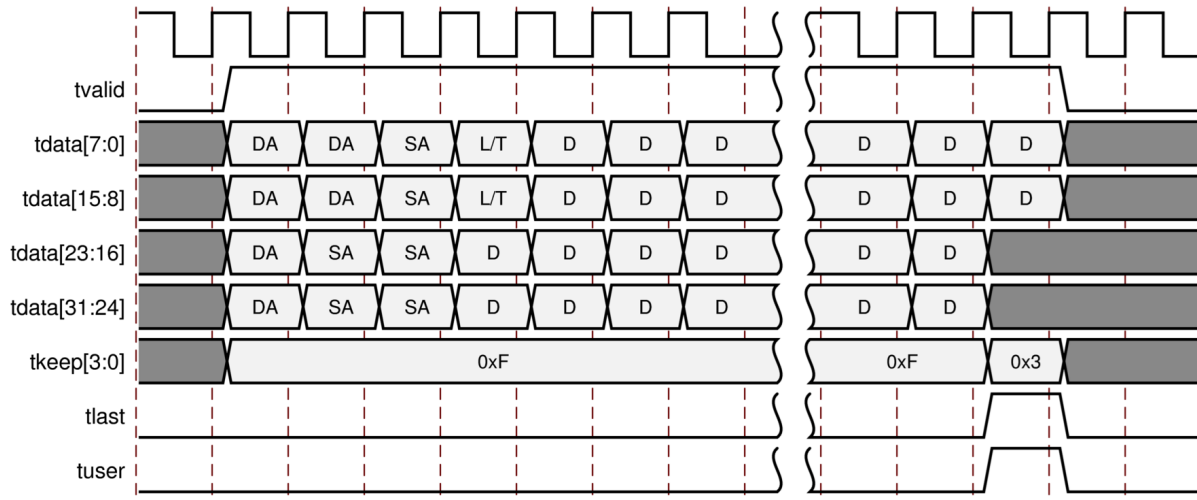 tvalid
tdata[7:0] DA DA SA L/T D D D D D D
tdata[15:8] DA DA SA L/T D D D D D D
tdata[23:16] DA SA SA D D D D D D
tdata[31:24] DA SA SA D D D D D D
tkeep[3:0] 0xF 0xF 0x3
tlast
tuser